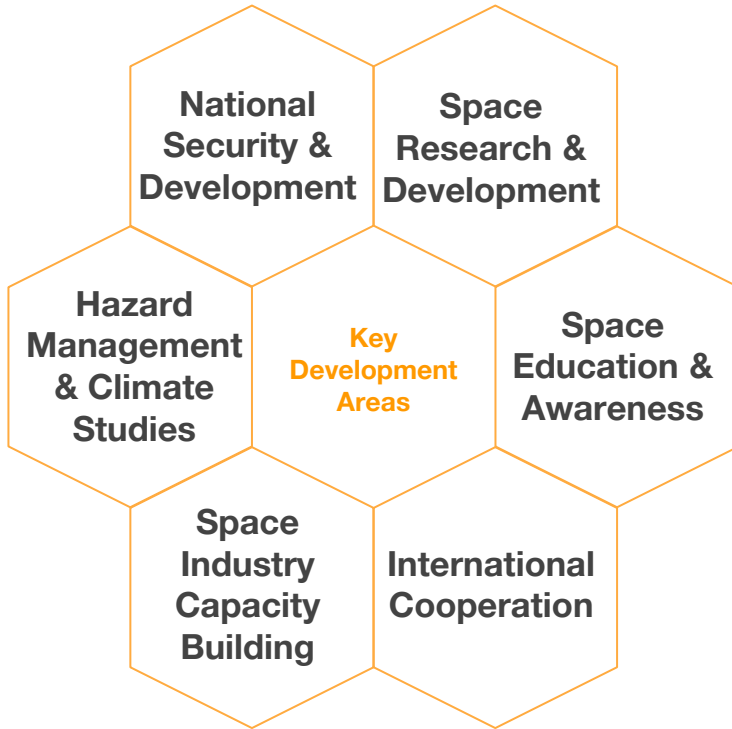 National
Security &
Development
Space
Research &
Development
Hazard
Management
& Climate
Studies
Key
Development
Areas
Space
Education &
Awareness
Space
Industry
Capacity
Building
International
Cooperation